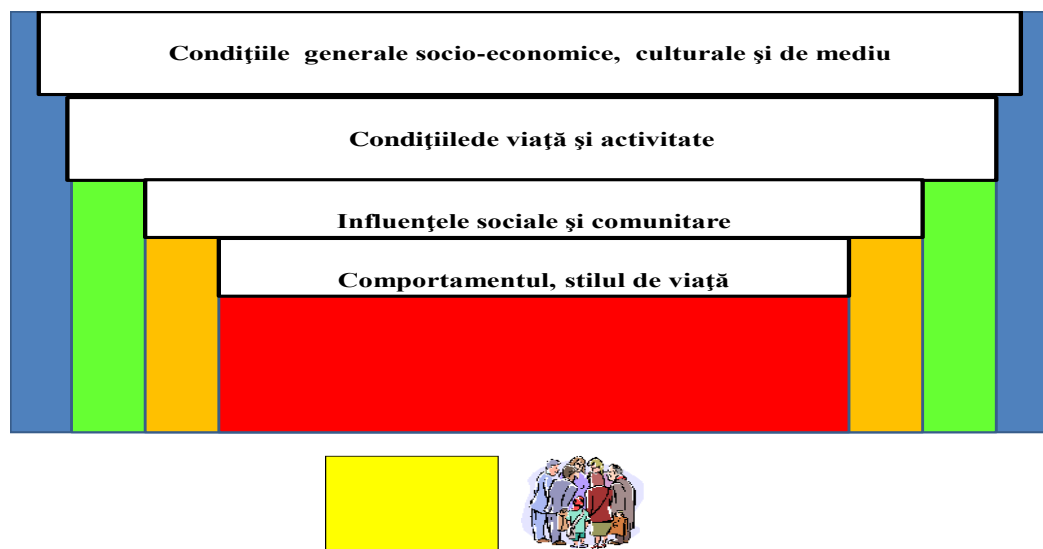 Condiţiile generale socio-economice, culturale şi de mediu
Condiţiilede viaţă şi activitate
Influenţele sociale şi comunitare
Comportamentul, stilul de viaţă